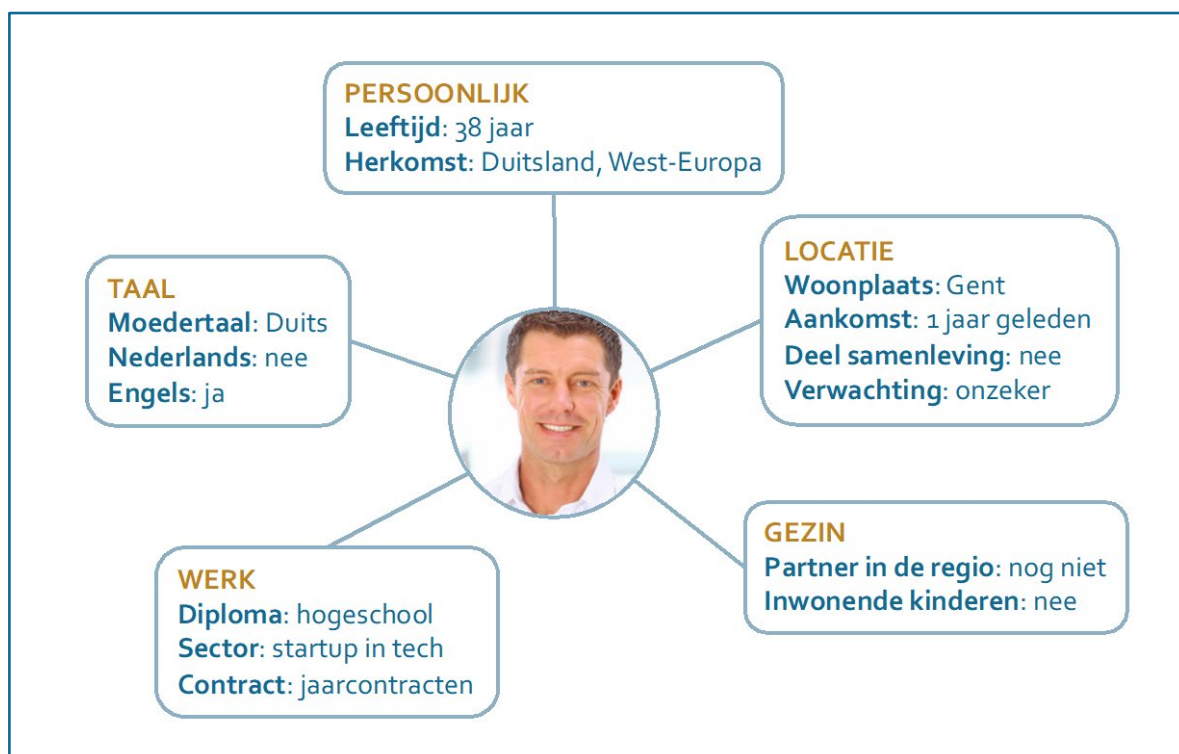 PERSOONLIJK
Leeftijd: 38 jaar
Herkomst: Duitsland, West-Europa
TAAL
Moedertaal: Duits
Nederlands: nee
Engels: ja
LOCATIE
Woonplaats: Gent
Aankomst: 1 jaar geleden
Deel samenleving: nee
Verwachting: onzeker
WERK
Diploma: hogeschool
Sector: startup in tech
Contract: jaarcontracten
GEZIN
Partner in de regio: nog niet
Inwonende kinderen: nee